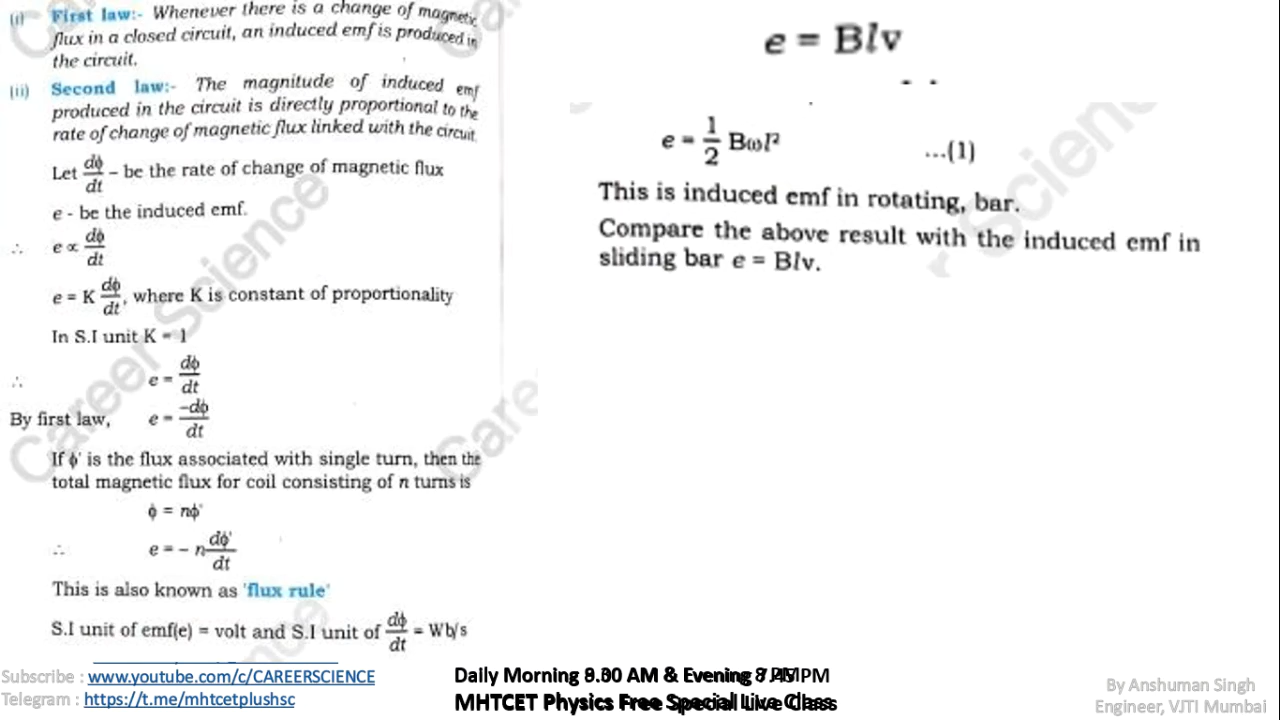 (i) First law:- Whenever there is a change of magnetic
flux in a closed circuit, an induced emf is produced in
the circuit.
(ii) Second law:- The magnitude of induced emf
produced in the circuit is directly proportional to the
rate of change of magnetic flux linked with the circuit.
Let dϕ/dt – be the rate of change of magnetic flux
e - be the induced emf.
∴ e ∝ dϕ/dt
e = K dϕ/dt, where K is constant of proportionality
In S.I unit K = 1
∴ e = dϕ/dt
By first law, e = -dϕ/dt
If ϕ' is the flux associated with single turn, then the
total magnetic flux for coil consisting of n turns is
ϕ = nϕ'
∴ e = - n dϕ'/dt
This is also known as 'flux rule'
S.I unit of emf(e) = volt and S.I unit of dϕ/dt = Wb/s
e = Blv
e = 1/2 Bωl² ...(1)
This is induced emf in rotating, bar.
Compare the above result with the induced emf in
sliding bar e = Blv.
Career Science
Career Science
Subscribe : www.youtube.com/c/CAREERSCIENCE
Telegram : https://t.me/mhtcetplushsc
Daily Morning AM & Evening PM
MHTCET Physics Free Special Live Class
By Anshuman Singh
Engineer, VJTI Mumbai